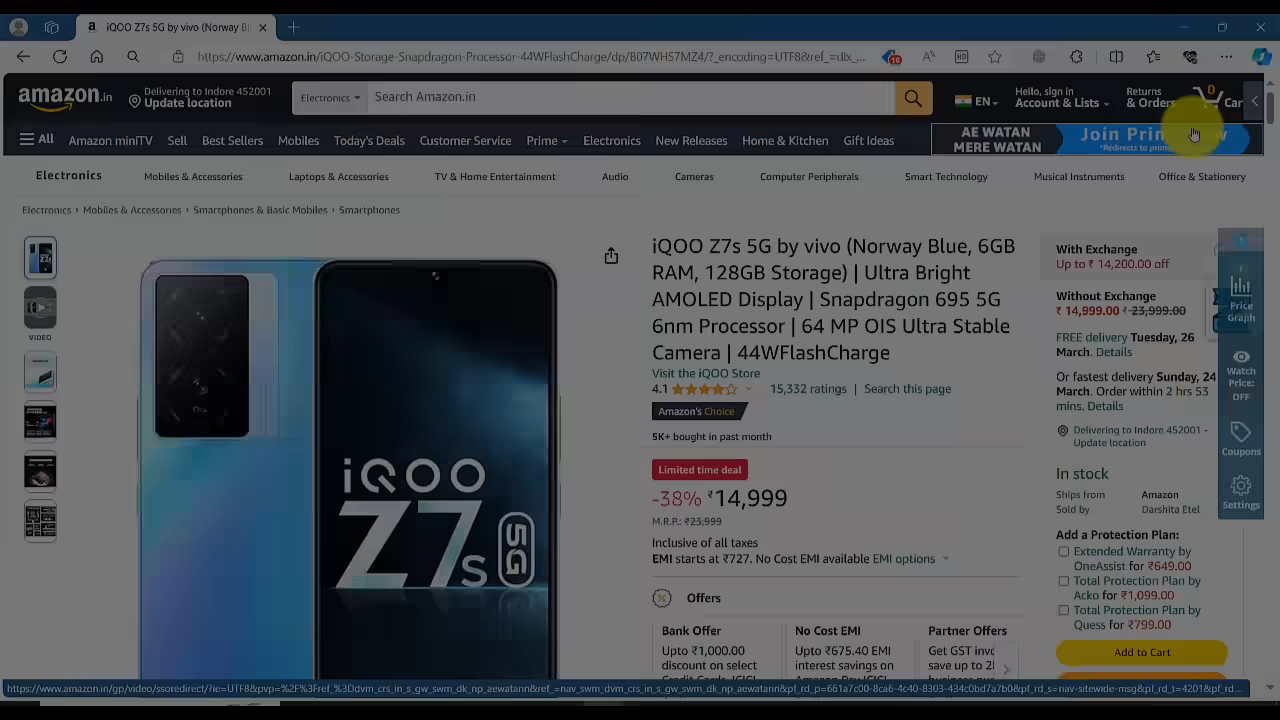 iQOO Z7s 5G by vivo (Norway Bl
https://www.amazon.in/iQOO-Storage-Snapdragon-Processor-44WFlashCharge/dp/B07WHS7MZ4/?_encoding=UTF8&ref_=dlx_...
16
amazon.in
Delivering to Indore 452001
Update location
Electronics
Search Amazon.in
EN
Hello, sign in
Account & Lists
Returns
& Orders
0
Car
All
Amazon miniTV
Sell
Best Sellers
Mobiles
Today's Deals
Customer Service
Prime
Electronics
New Releases
Home & Kitchen
Gift Ideas
AE WATAN
MERE WATAN
Join Prim
w
*Redirects to prim
Electronics
Mobiles & Accessories
Laptops & Accessories
TV & Home Entertainment
Audio
Cameras
Computer Peripherals
Smart Technology
Musical Instruments
Office & Stationery
Electronics › Mobiles & Accessories › Smartphones & Basic Mobiles › Smartphones
VIDEO
iQOO
Z7s
5G
iQOO Z7s 5G by vivo (Norway Blue, 6GB
RAM, 128GB Storage) | Ultra Bright
AMOLED Display | Snapdragon 695 5G
6nm Processor | 64 MP OIS Ultra Stable
Camera | 44WFlashCharge
Visit the iQOO Store
4.1
15,332 ratings | Search this page
Amazon's Choice
5K+ bought in past month
Limited time deal
-38% ₹14,999
M.R.P.: ₹23,999
Inclusive of all taxes
EMI starts at ₹727. No Cost EMI available EMI options
Offers
Bank Offer
Upto ₹1,000.00
discount on select
No Cost EMI
Upto ₹675.40 EMI
interest savings on
Partner Offers
Get GST invo
save up to 2
With Exchange
Up to ₹ 14,200.00 off
Without Exchange
₹ 14,999.00 ₹ 23,999.00
FREE delivery Tuesday, 26
March. Details
Or fastest delivery Sunday, 24
March. Order within 2 hrs 53
mins. Details
Delivering to Indore 452001 -
Update location
In stock
Ships from Amazon
Sold by Darshita Etel
Add a Protection Plan:
Extended Warranty by
OneAssist for ₹649.00
Total Protection Plan by
Acko for ₹1,099.00
Total Protection Plan by
Quess for ₹799.00
Add to Cart
Price
Graph
Watch
Price:
OFF
Coupons
Settings